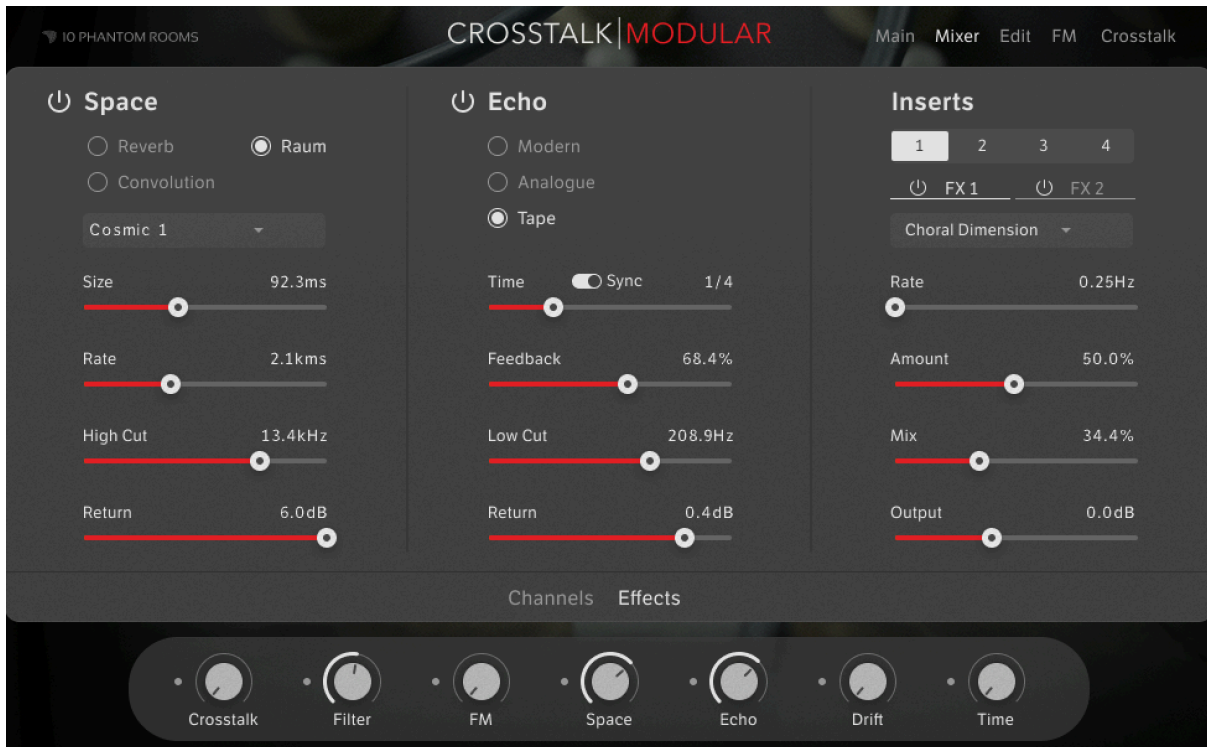 10 PHANTOM ROOMS
CROSSTALK|MODULAR
Main Mixer Edit FM Crosstalk
Space
Reverb Raum
Convolution
Cosmic 1
Size 92.3ms
Rate 2.1kms
High Cut 13.4kHz
Return 6.0dB
Echo
Modern
Analogue
Tape
Time Sync 1/4
Feedback 68.4%
Low Cut 208.9Hz
Return 0.4dB
Inserts
1 2 3 4
FX 1 FX 2
Choral Dimension
Rate 0.25Hz
Amount 50.0%
Mix 34.4%
Output 0.0dB
Channels Effects
Crosstalk Filter FM Space Echo Drift Time